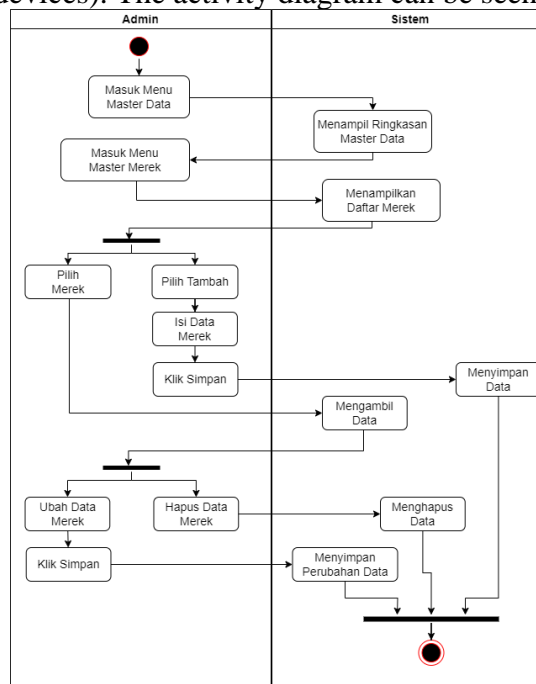 devices). The activity diagram can be seen
Admin
Sistem
Masuk Menu
Master Data
Menampil Ringkasan
Master Data
Masuk Menu
Master Merek
Menampilkan
Daftar Merek
Pilih
Merek
Pilih Tambah
Isi Data
Merek
Klik Simpan
Menyimpan
Data
Mengambil
Data
Ubah Data
Merek
Hapus Data
Merek
Menghapus
Data
Klik Simpan
Menyimpan
Perubahan Data